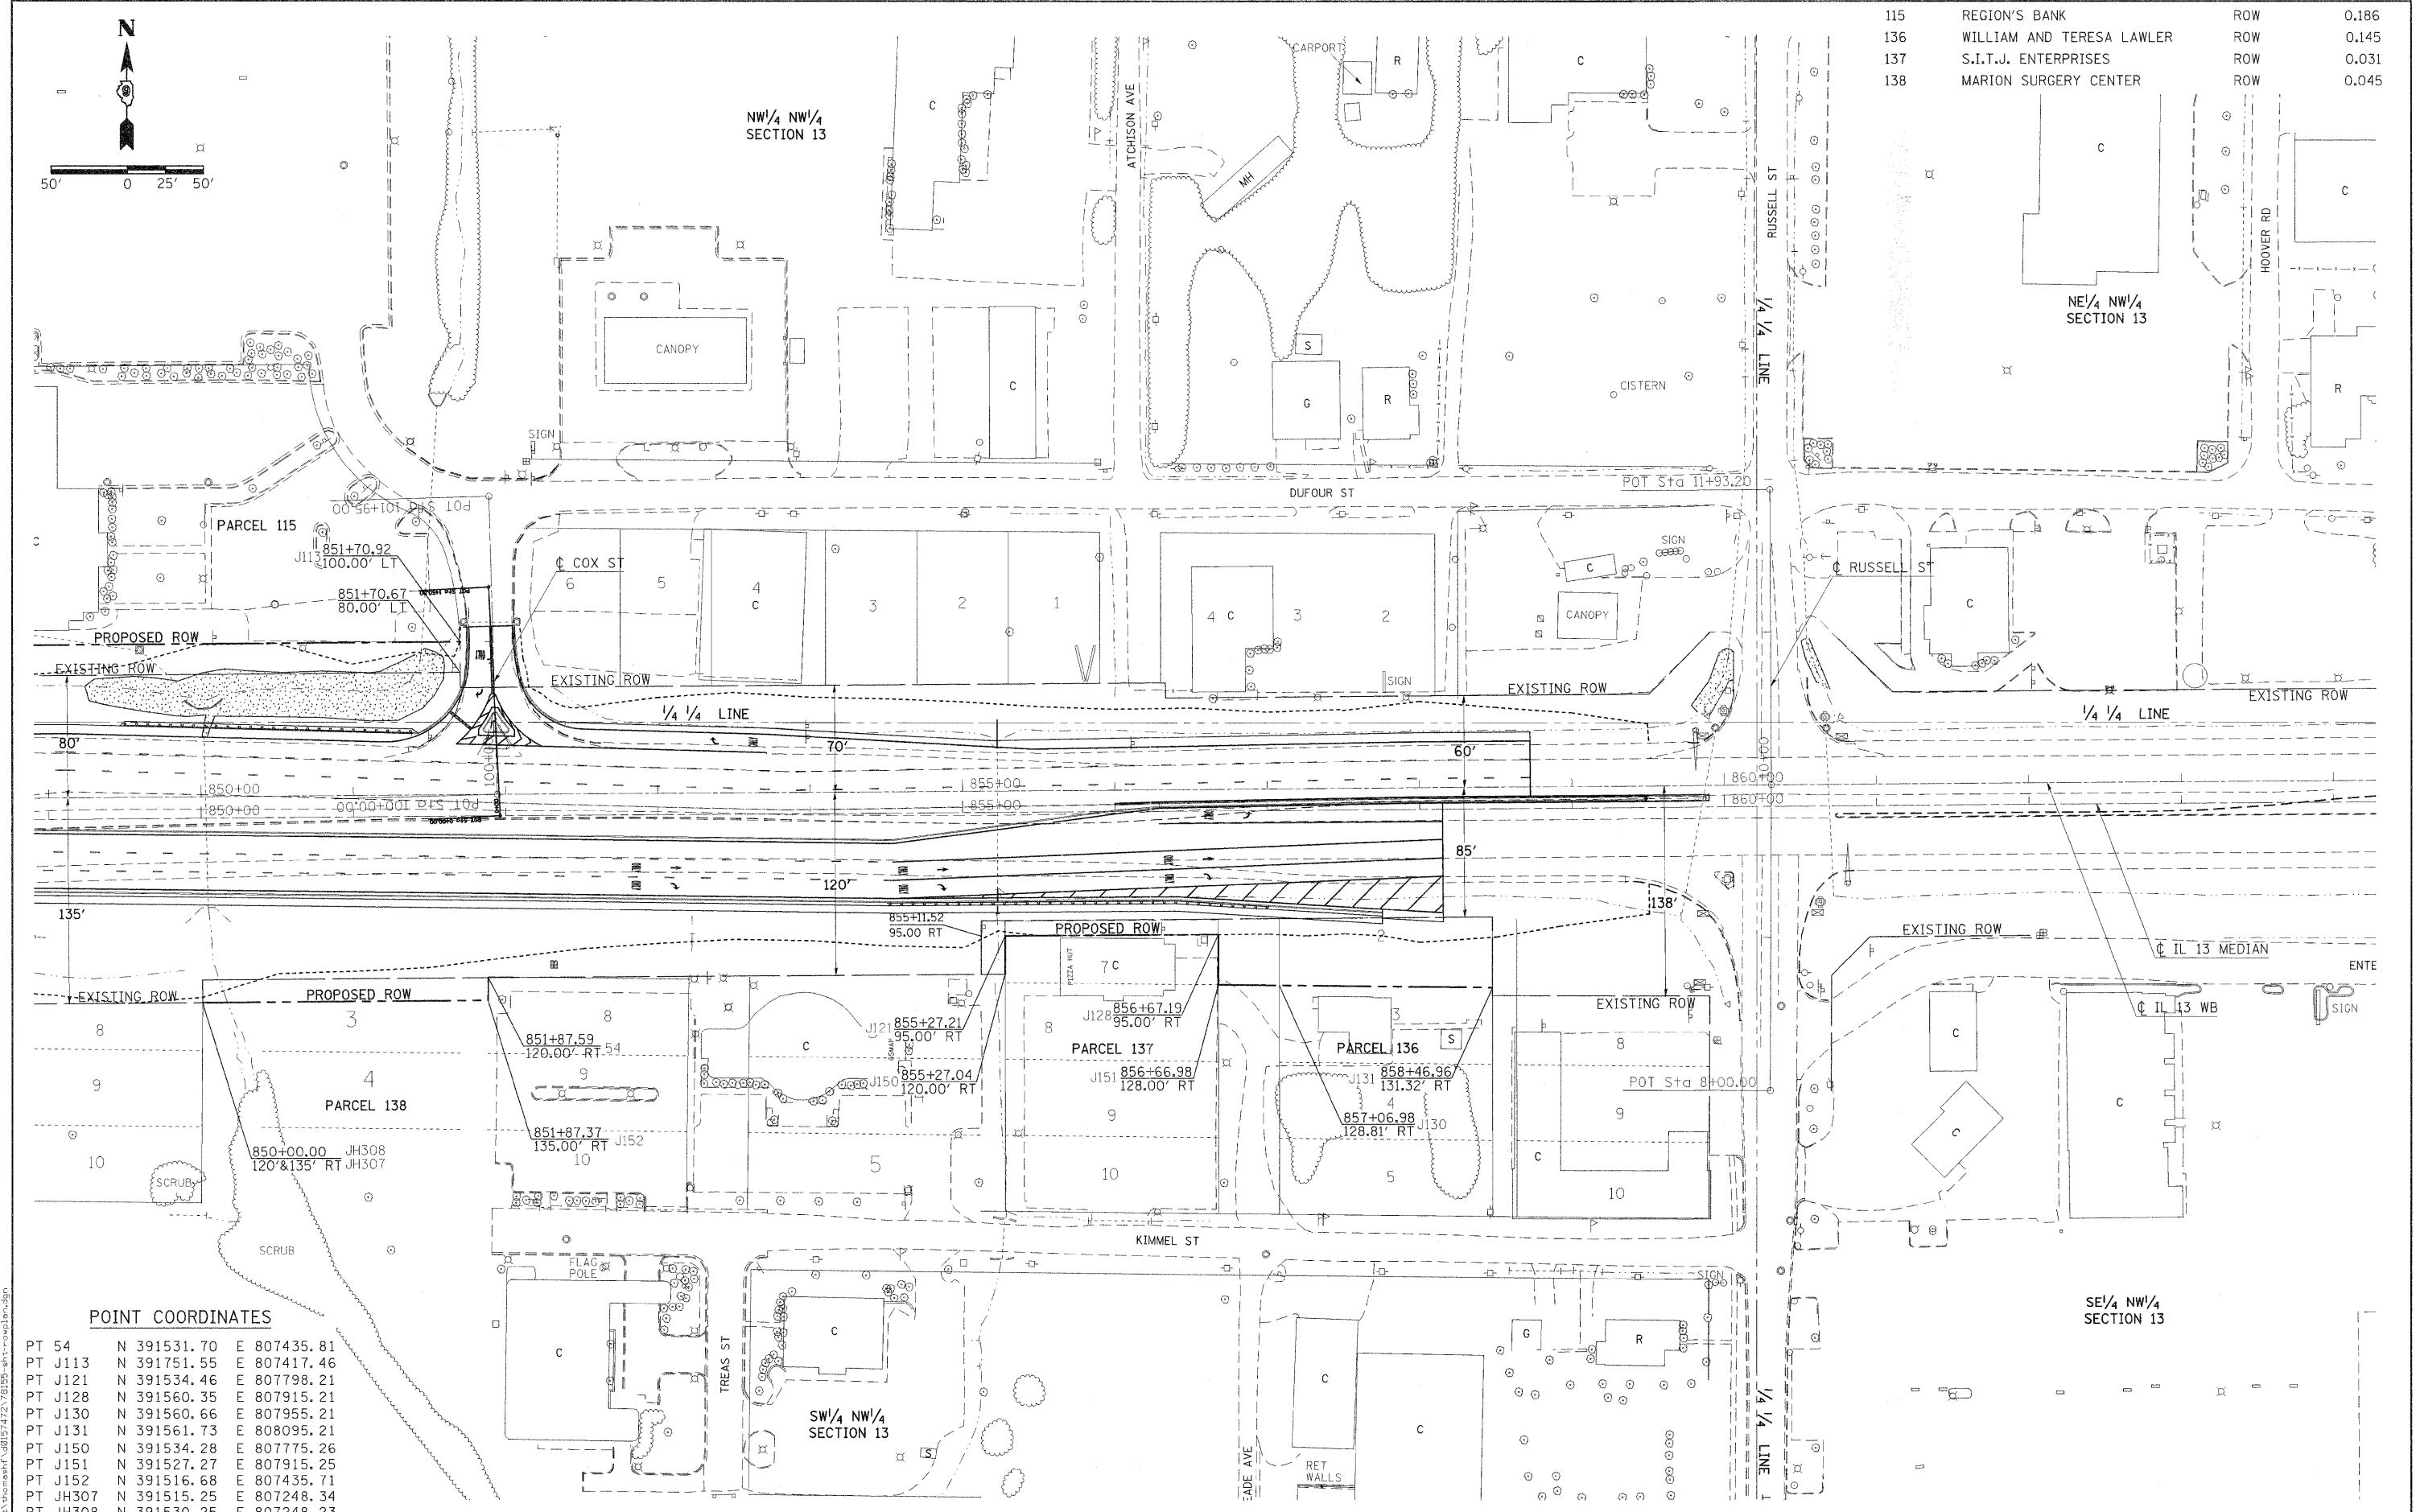 115 REGION'S BANK ROW 0.186
136 WILLIAM AND TERESA LAWLER ROW 0.145
137 S.I.T.J. ENTERPRISES ROW 0.031
138 MARION SURGERY CENTER ROW 0.045
N
50' 0 25' 50'
NW¼ NW¼
SECTION 13
C
ATCHISON AVE
CARPORT
R
MH
C
RUSSELL ST
¼ ¼ LINE
C
HOOVER RD
C
NE¼ NW¼
SECTION 13
CANOPY
C
S
G
R
CISTERN
R
SIGN
DUFOUR ST
POT Sta 11+93.20
POT Sta 101+95.00
PARCEL 115
J113
851+70.92
100.00' LT
851+70.67
80.00' LT
℄ COX ST
6
5
4
C
3
2
1
4 C
3
2
SIGN
C
CANOPY
SIGN
℄ RUSSELL ST
C
PROPOSED ROW
EXISTING ROW
EXISTING ROW
EXISTING ROW
EXISTING ROW
¼ ¼ LINE
¼ ¼ LINE
80'
70'
60'
850+00
855+00
860+00
850+00
POT Sta 100+00.00
855+00
860+00
135'
120'
85'
138'
855+11.52
95.00 RT
PROPOSED ROW
2
EXISTING ROW
℄ IL 13 MEDIAN
ENTE
℄ IL 13 WB
SIGN
EXISTING ROW
PROPOSED ROW
EXISTING ROW
PIZZA HUT
7 C
8
9
10
3
4
PARCEL 138
8
9
10
851+87.59
120.00' RT
54
851+87.37
135.00' RT
J152
850+00.00
120'&135' RT
JH308
JH307
C
5
J121
855+27.21
95.00' RT
J150
855+27.04
120.00' RT
8
PARCEL 137
9
10
J128
856+67.19
95.00' RT
J151
856+66.98
128.00' RT
3
S
PARCEL 136
4
5
J131
858+46.96
131.32' RT
857+06.98
128.81' RT
J130
8
9
10
C
POT Sta 8+00.00
C
C
C
SCRUB
SCRUB
KIMMEL ST
FLAG
POLE
C
TREAS ST
C
SW¼ NW¼
SECTION 13
S
EADE AVE
C
RET
WALLS
C
G
R
SIGN
¼ ¼ LINE
SE¼ NW¼
SECTION 13
POINT COORDINATES
PT 54 N 391531.70 E 807435.81
PT J113 N 391751.55 E 807417.46
PT J121 N 391534.46 E 807798.21
PT J128 N 391560.35 E 807915.21
PT J130 N 391560.66 E 807955.21
PT J131 N 391561.73 E 808095.21
PT J150 N 391534.28 E 807775.26
PT J151 N 391527.27 E 807915.25
PT J152 N 391516.68 E 807435.71
PT JH307 N 391515.25 E 807248.34
PT JH308 N 391530.25 E 807248.23